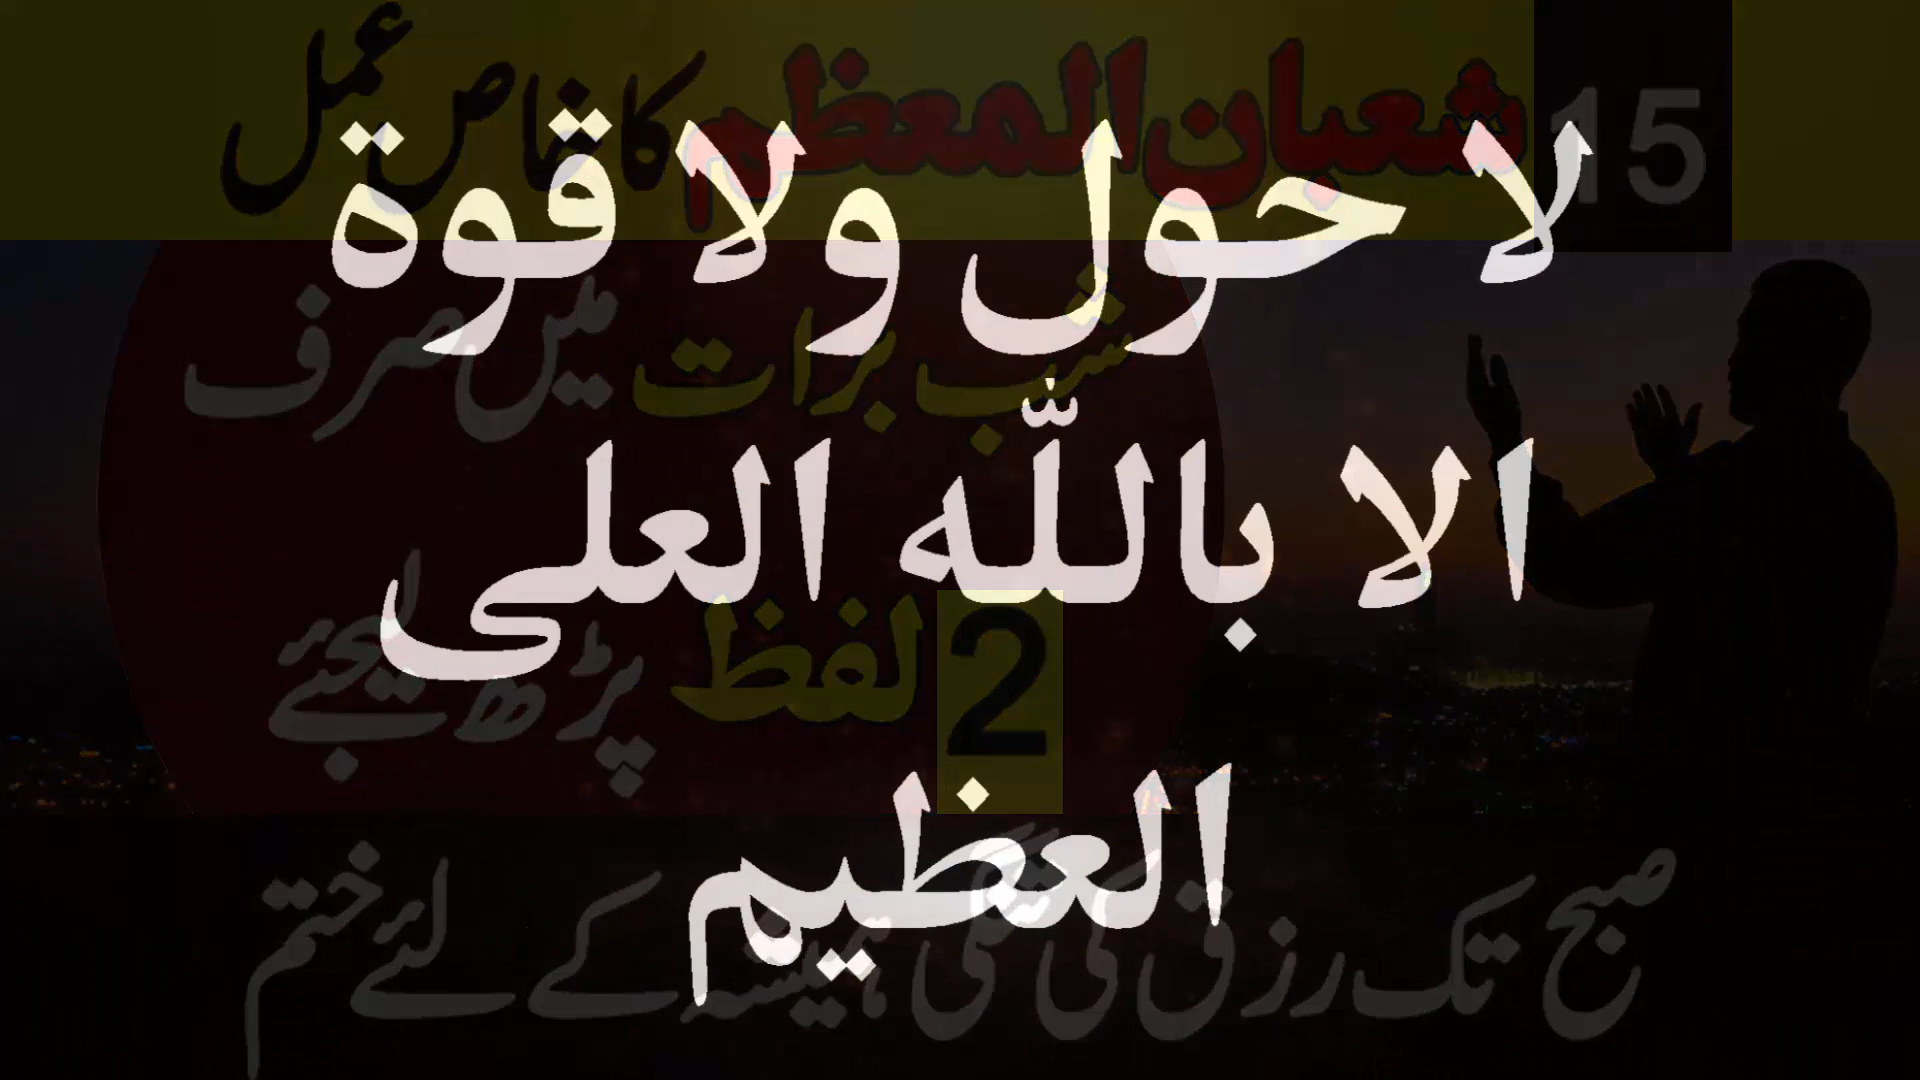 15 شعبان المعظم کا خاص عمل
لا حول ولا قوة
شب برات میں صرف
الا باللّٰه العلی
2 لفظ پڑھ لیجئے
العظیم
صبح تک رزق کی تنگی ہمیشہ کے لئے ختم